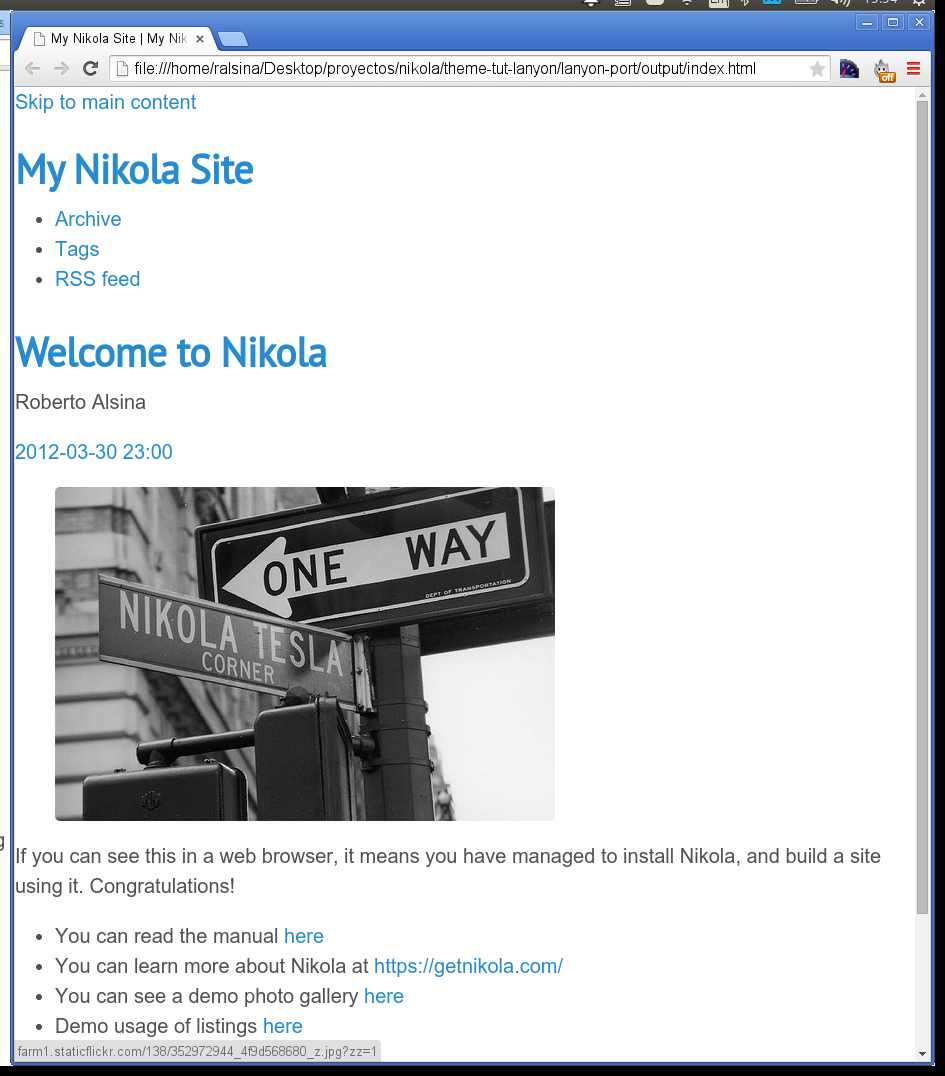 My Nikola Site | My Nik
file:///home/ralsina/Desktop/proyectos/nikola/theme-tut-lanyon/lanyon-port/output/index.html
off
Skip to main content
My Nikola Site
Archive
Tags
RSS feed
Welcome to Nikola
Roberto Alsina
2012-03-30 23:00
ONE WAY
DEPT OF TRANSPORTATION
NIKOLA TESLA
CORNER
If you can see this in a web browser, it means you have managed to install Nikola, and build a site
using it. Congratulations!
You can read the manual here
You can learn more about Nikola at https://getnikola.com/
You can see a demo photo gallery here
Demo usage of listings here
farm1.staticflickr.com/138/352972944_4f9d568680_z.jpg?zz=1